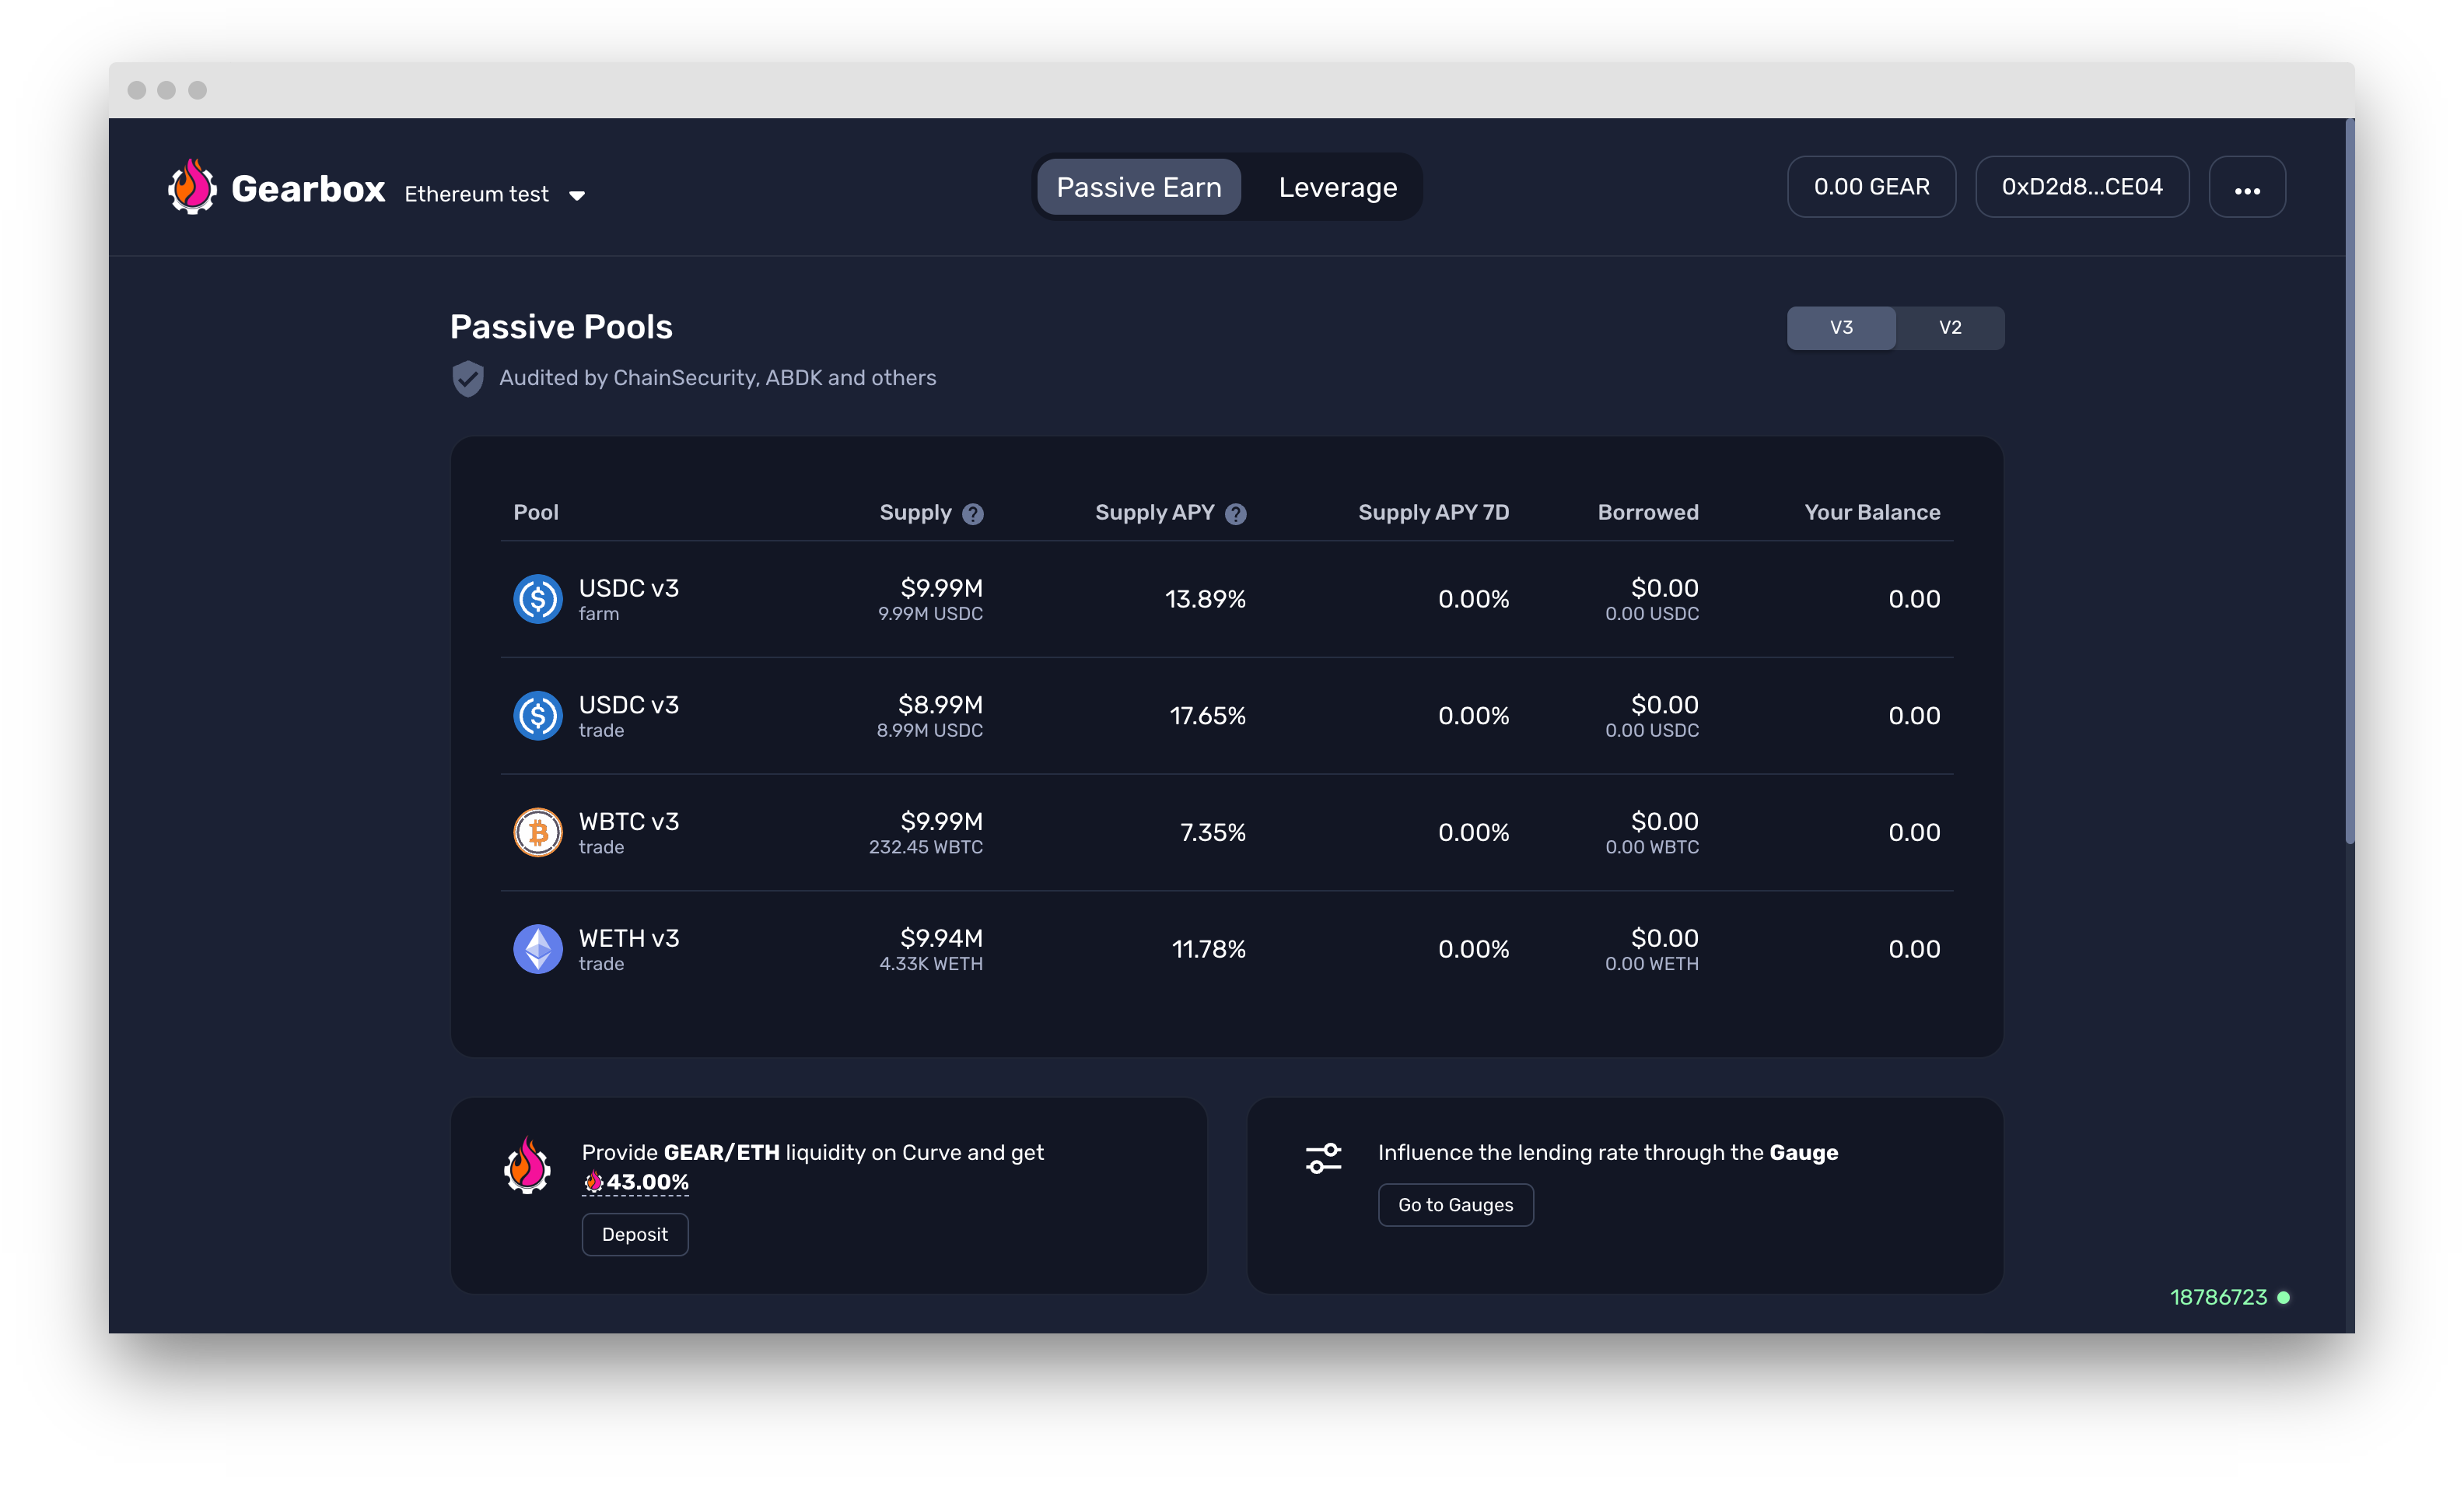 Gearbox Ethereum test
Passive Earn Leverage
0.00 GEAR 0xD2d8...CE04 ...
Passive Pools
V3 V2
Audited by ChainSecurity, ABDK and others
Pool Supply ? Supply APY ? Supply APY 7D Borrowed Your Balance
USDC v3 $9.99M 13.89% 0.00% $0.00 0.00
farm 9.99M USDC 0.00 USDC
USDC v3 $8.99M 17.65% 0.00% $0.00 0.00
trade 8.99M USDC 0.00 USDC
WBTC v3 $9.99M 7.35% 0.00% $0.00 0.00
trade 232.45 WBTC 0.00 WBTC
WETH v3 $9.94M 11.78% 0.00% $0.00 0.00
trade 4.33K WETH 0.00 WETH
Provide GEAR/ETH liquidity on Curve and get
43.00%
Deposit
Influence the lending rate through the Gauge
Go to Gauges
18786723